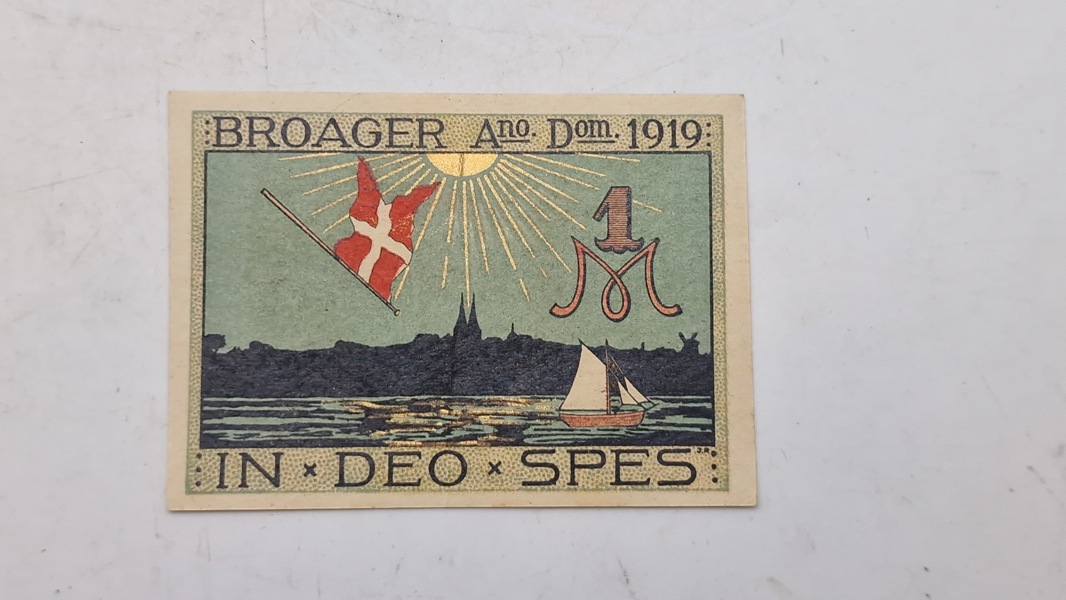 :BROAGER Ano. Dom. 1919:
1
M
:IN × DEO × SPES: